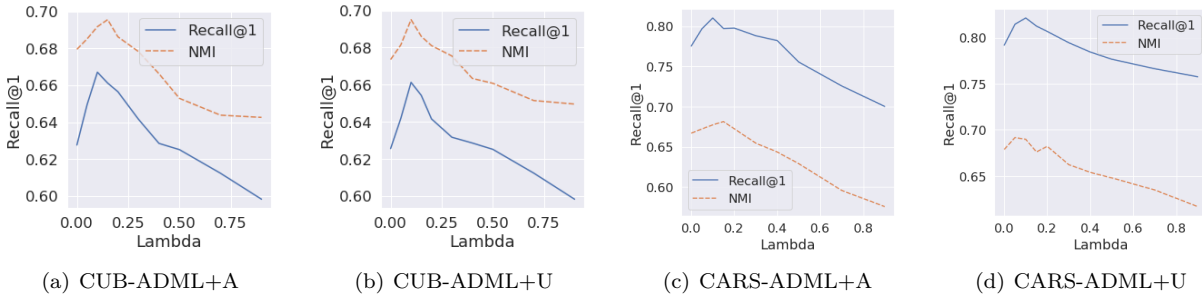 0.70
0.68
0.66
0.64
0.62
0.60
Recall@1
Recall@1
NMI
0.00 0.25 0.50 0.75
Lambda
(a) CUB-ADML+A
0.70
0.68
0.66
0.64
0.62
0.60
Recall@1
Recall@1
NMI
0.00 0.25 0.50 0.75
Lambda
(b) CUB-ADML+U
0.80
0.75
0.70
0.65
0.60
Recall@1
Recall@1
NMI
0.0 0.2 0.4 0.6 0.8
Lambda
(c) CARS-ADML+A
0.80
0.75
0.70
0.65
Recall@1
Recall@1
NMI
0.0 0.2 0.4 0.6 0.8
Lambda
(d) CARS-ADML+U